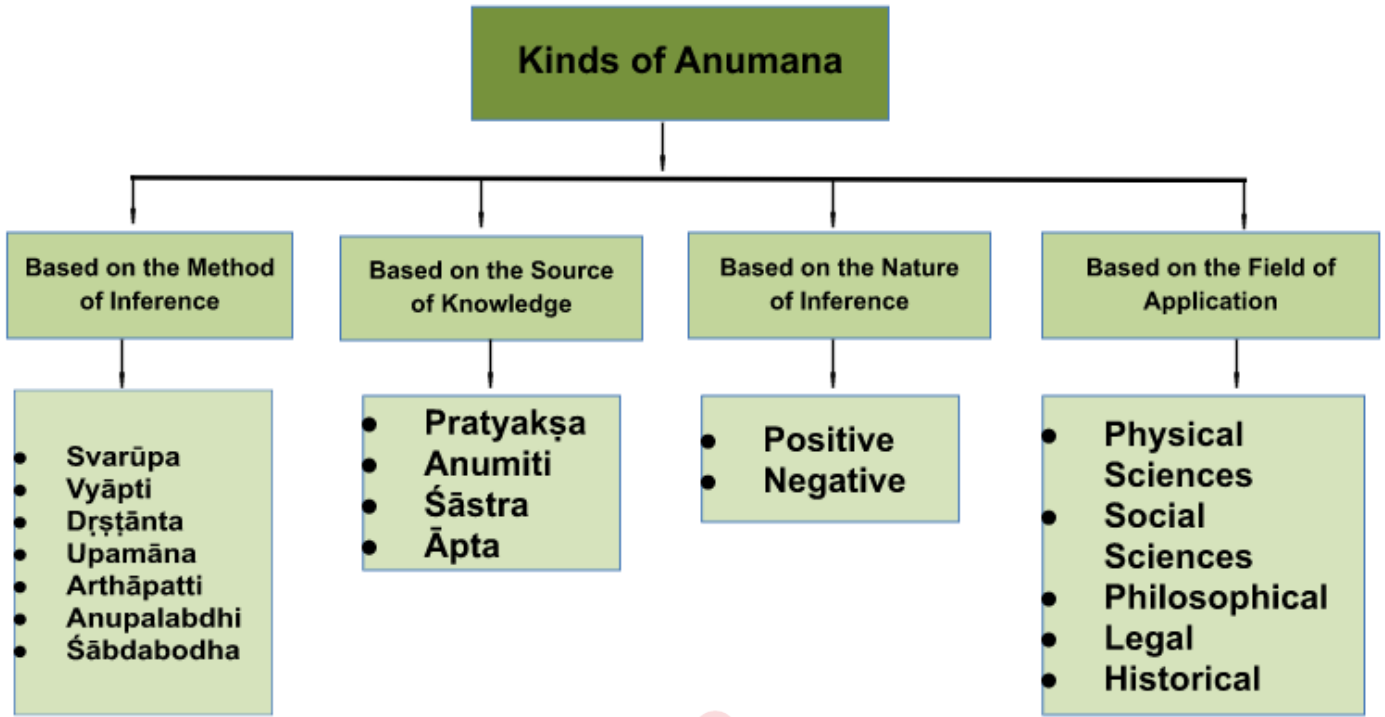 Kinds of Anumana
Based on the Method
of Inference
Based on the Source
of Knowledge
Based on the Nature
of Inference
Based on the Field of
Application
• Svarūpa
• Vyāpti
• Dṛṣṭānta
• Upamāna
• Arthāpatti
• Anupalabdhi
• Śābdabodha
• Pratyakṣa
• Anumiti
• Śāstra
• Āpta
• Positive
• Negative
• Physical
Sciences
• Social
Sciences
• Philosophical
• Legal
• Historical